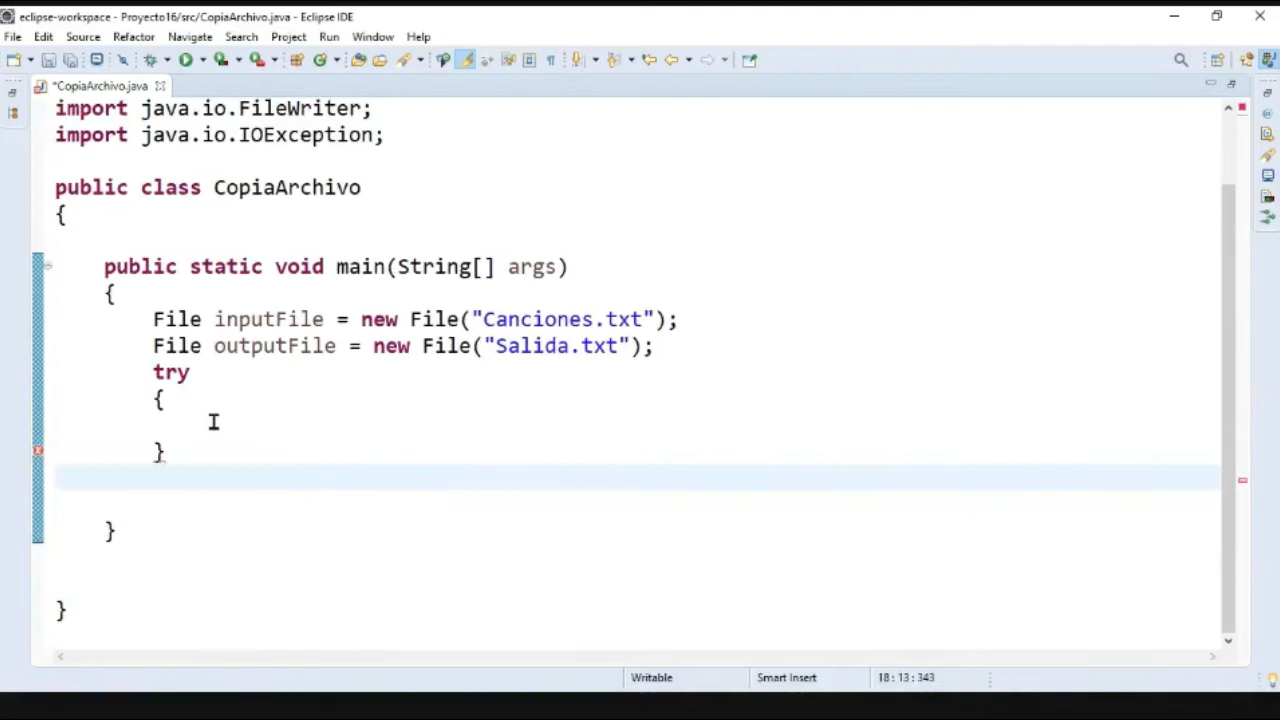 eclipse-workspace - Proyecto16/src/CopiaArchivo.java - Eclipse IDE
File Edit Source Refactor Navigate Search Project Run Window Help
*CopiaArchivo.java
import java.io.FileWriter;
import java.io.IOException;
public class CopiaArchivo
{
public static void main(String[] args)
{
File inputFile = new File("Canciones.txt");
File outputFile = new File("Salida.txt");
try
{
}
}
}
Writable Smart Insert 18:13:343